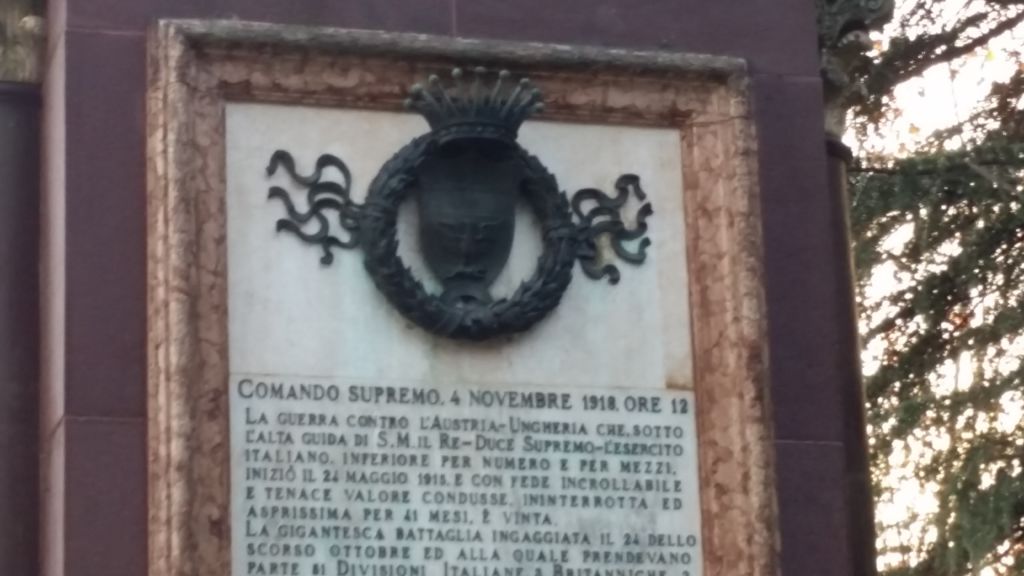 COMANDO SUPREMO, 4 NOVEMBRE 1918, ORE 12
LA GUERRA CONTRO L'AUSTRIA-UNGHERIA CHE, SOTTO
L'ALTA GUIDA DI S.M. IL RE-DUCE SUPREMO-L'ESERCITO
ITALIANO, INFERIORE PER NUMERO E PER MEZZI,
INIZIÒ IL 24 MAGGIO 1915, E CON FEDE INCROLLABILE
E TENACE VALORE CONDUSSE, ININTERROTTA ED
ASPRISSIMA PER 41 MESI, È VINTA.
LA GIGANTESCA BATTAGLIA INGAGGIATA IL 24 DELLO
SCORSO OTTOBRE ED ALLA QUALE PRENDEVANO
PARTE 51 DIVISIONI ITALIANE 3 BRITANNICHE 2